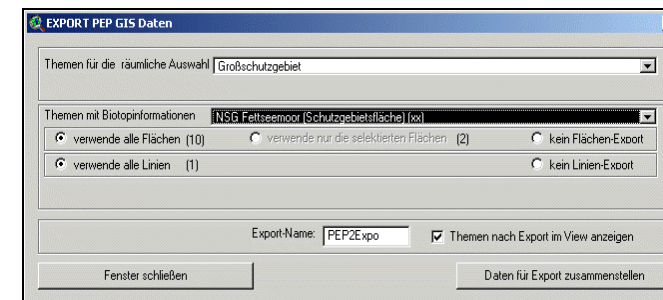 EXPORT PEP GIS Daten
Themen für die räumliche Auswahl Großschutzgebiet
Themen mit Biotopinformationen NSG Fettseemoor (Schutzgebietsfläche) (xx)
verwende alle Flächen (10) verwende nur die selektierten Flächen (2) kein Flächen-Export
verwende alle Linien (1) kein Linien-Export
Export-Name: PEP2Expo Themen nach Export im View anzeigen
Fenster schließen Daten für Export zusammenstellen